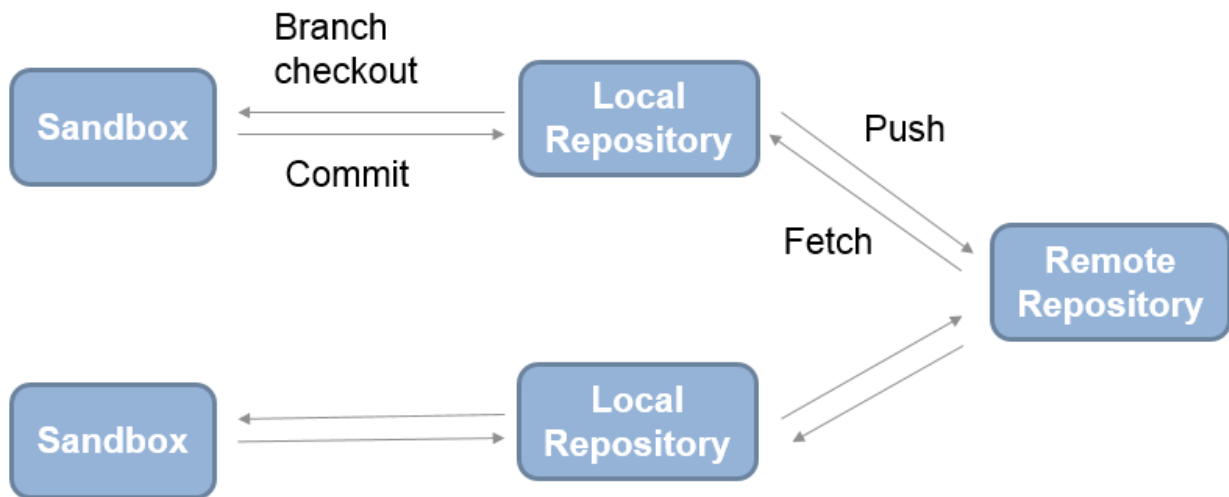 Branch
checkout
Sandbox
Local
Repository
Push
Commit
Fetch
Remote
Repository
Local
Repository
Sandbox